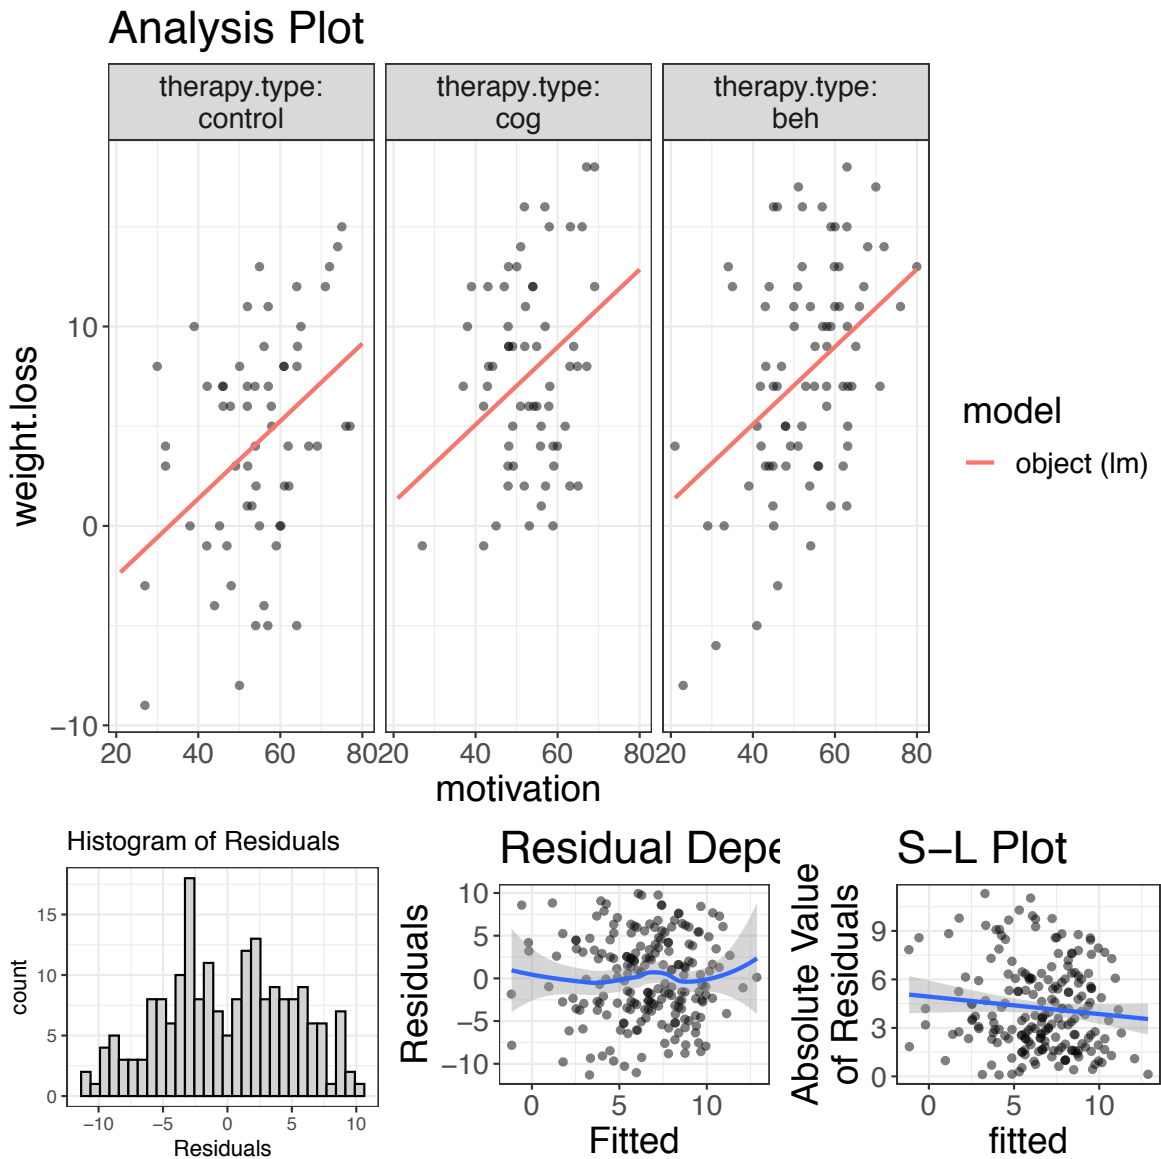 Analysis Plot
therapy.type:
control
therapy.type:
cog
therapy.type:
beh
weight.loss
10
0
−10
20 40 60 80
20 40 60 80
20 40 60 80
motivation
model
object (lm)
Histogram of Residuals
count
15
10
5
0
−10 −5 0 5 10
Residuals
Residual Depe
Residuals
10
5
0
−5
−10
0 5 10
Fitted
S−L Plot
Absolute Value
of Residuals
9
6
3
0
0 5 10
fitted